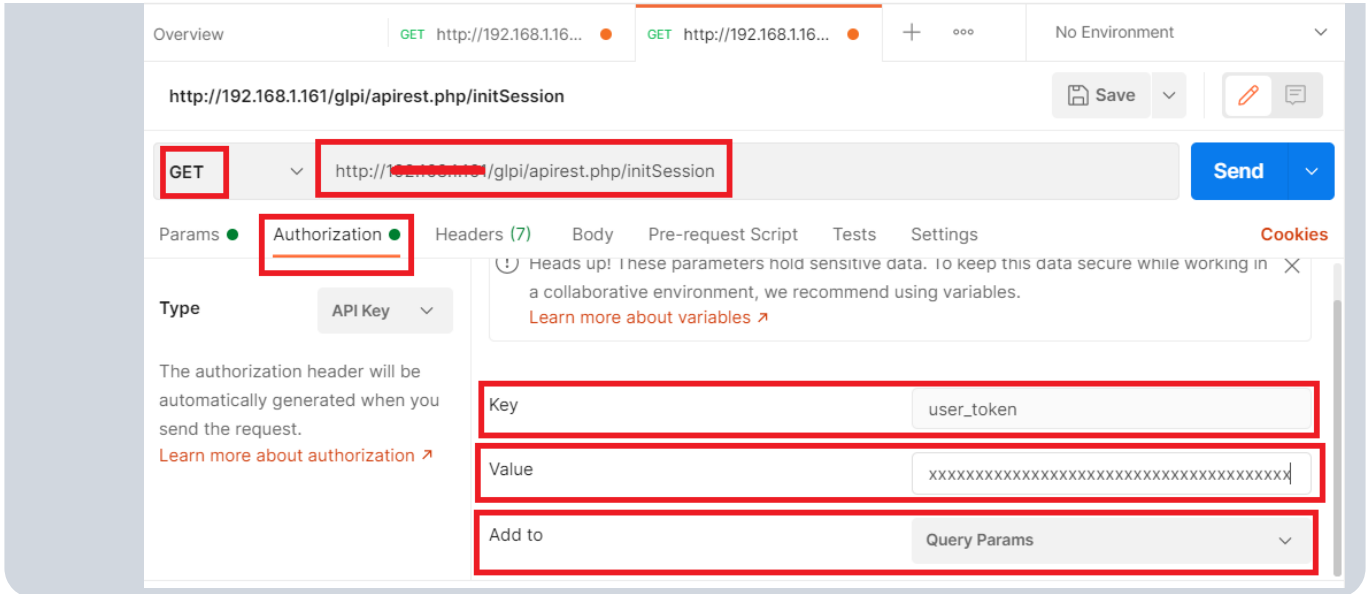 Overview
GET http://192.168.1.16...
GET http://192.168.1.16...
No Environment
http://192.168.1.161/glpi/apirest.php/initSession
Save
GET
http:///glpi/apirest.php/initSession
Send
Params
Authorization
Headers (7)
Body
Pre-request Script
Tests
Settings
Cookies
Heads up! These parameters hold sensitive data. To keep this data secure while working in
a collaborative environment, we recommend using variables.
Learn more about variables ↗
Type
API Key
The authorization header will be
automatically generated when you
send the request.
Learn more about authorization ↗
Key
user_token
Value
xxxxxxxxxxxxxxxxxxxxxxxxxxxxxxxxxxxxxxxx
Add to
Query Params